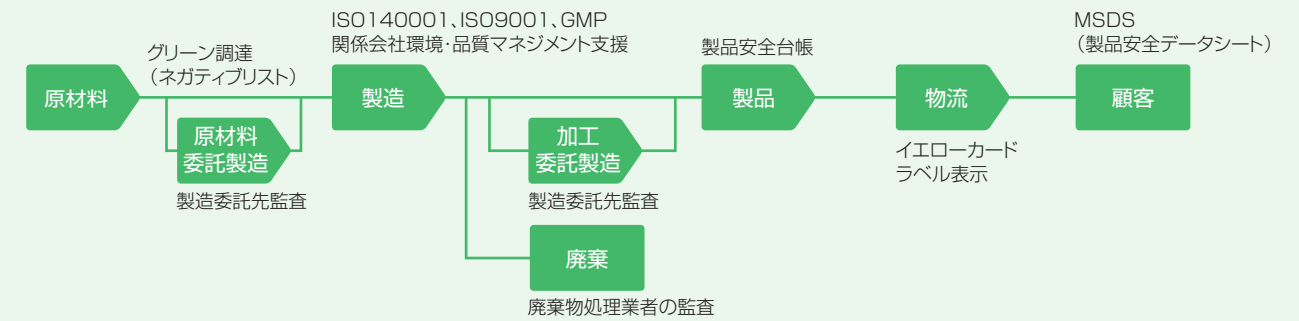 ISO140001、ISO9001、GMP
関係会社環境・品質マネジメント支援
MSDS
（製品安全データシート）
グリーン調達
（ネガティブリスト）
製品安全台帳
原材料
製造
製品
物流
顧客
原材料
委託製造
製造委託先監査
加工
委託製造
製造委託先監査
イエローカード
ラベル表示
廃棄
廃棄物処理業者の監査